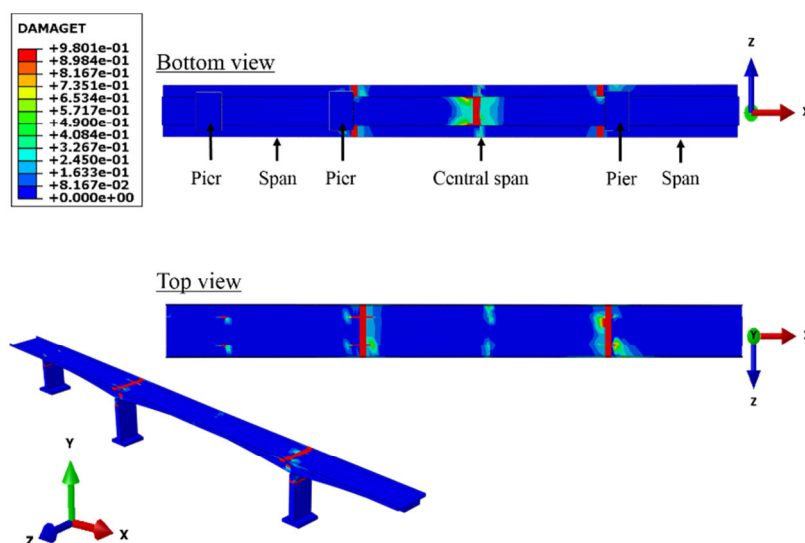 DAMAGET
+9.801e-01
+8.984e-01
+8.167e-01
+7.351e-01
+6.534e-01
+5.717e-01
+4.900e-01
+4.084e-01
+3.267e-01
+2.450e-01
+1.633e-01
+8.167e-02
+0.000e+00
Bottom view
Z
X
Pier Span Pier Central span Pier Span
Top view
Y
X
Z
Y
Z
X